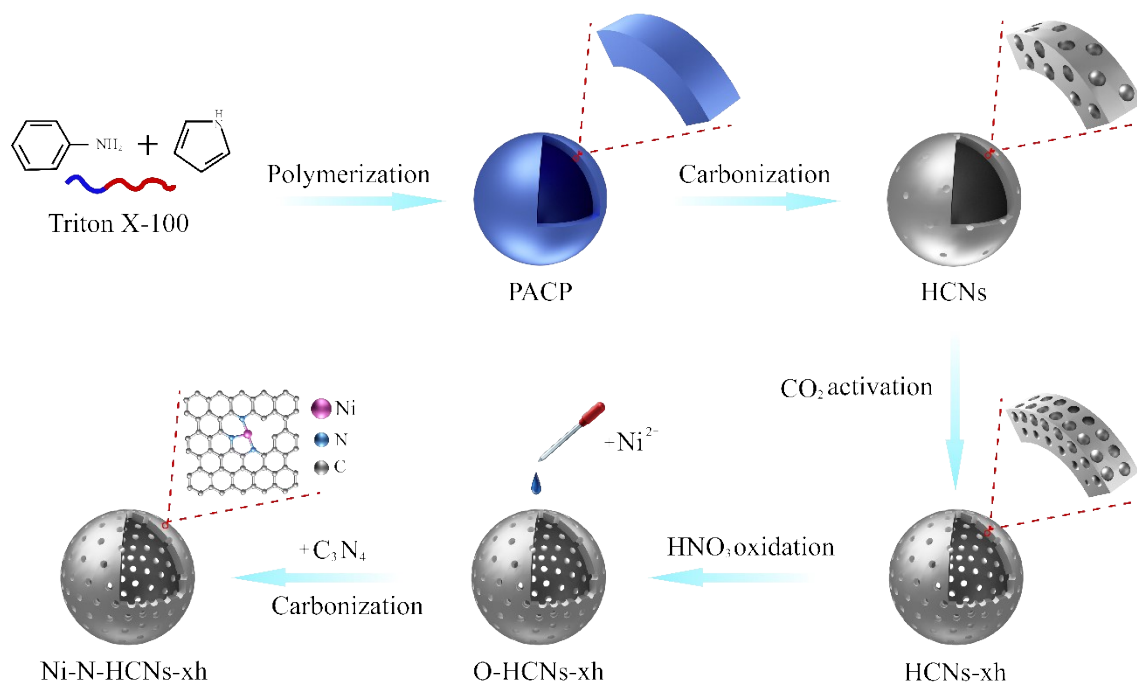 NH₂
+
H
Triton X-100
Polymerization
PACP
Carbonization
HCNs
CO₂ activation
HCNs-xh
HNO₃ oxidation
+Ni²⁻
O-HCNs-xh
+C₃N₄
Carbonization
Ni
N
C
Ni-N-HCNs-xh